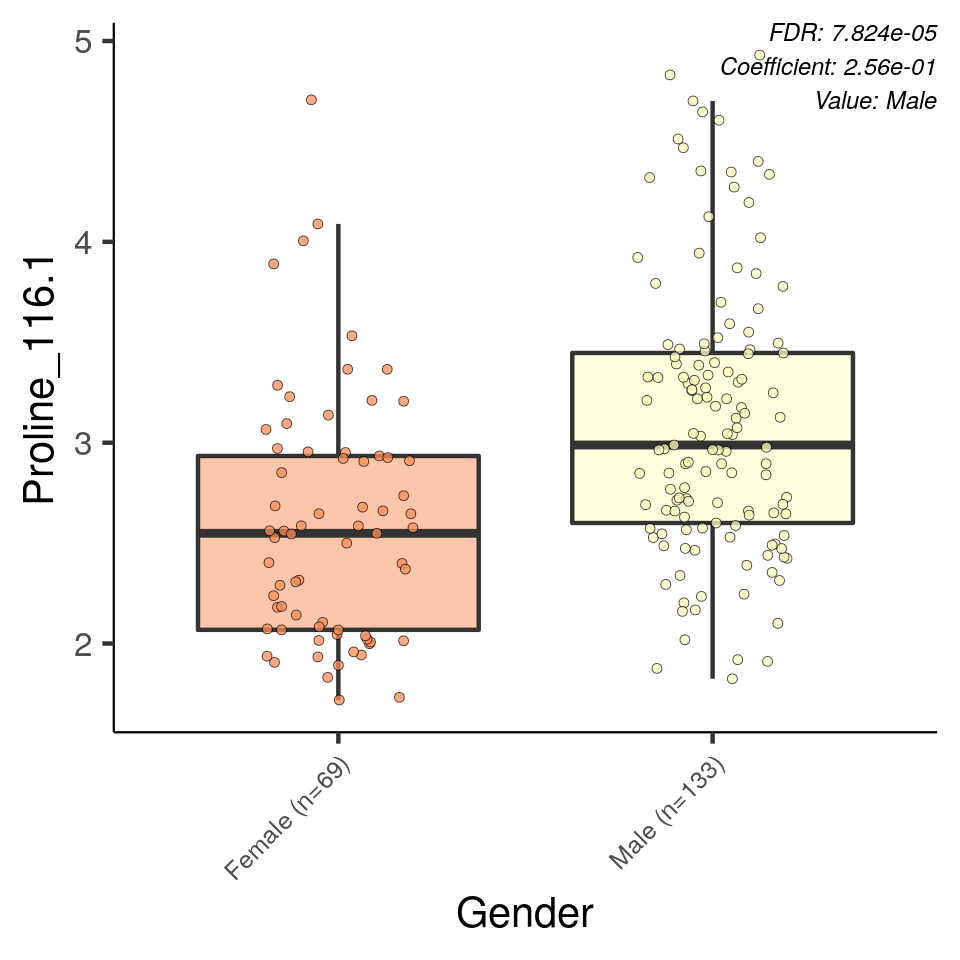 FDR: 7.824e-05
Coefficient: 2.56e-01
Value: Male
5
4
3
2
Proline_116.1
Female (n=69)
Male (n=133)
Gender